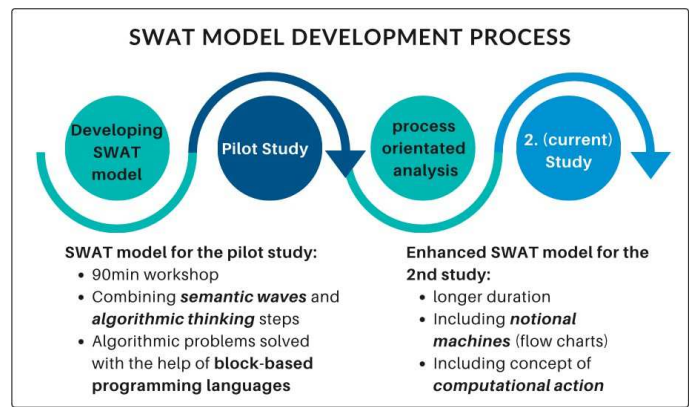 SWAT MODEL DEVELOPMENT PROCESS
Developing
SWAT
model
Pilot Study
process
orientated
analysis
2. (current)
Study
SWAT model for the pilot study:
• 90min workshop
• Combining semantic waves and
algorithmic thinking steps
• Algorithmic problems solved
with the help of block-based
programming languages
Enhanced SWAT model for the
2nd study:
• longer duration
• Including notional
machines (flow charts)
• Including concept of
computational action